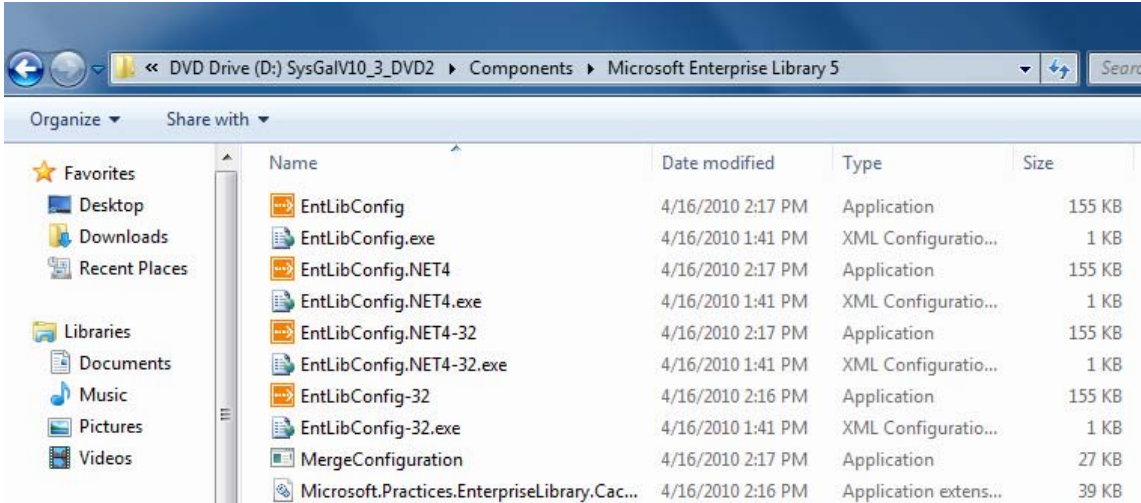 « DVD Drive (D:) SysGalV10_3_DVD2 ▸ Components ▸ Microsoft Enterprise Library 5
Organize Share with
Favorites
Desktop
Downloads
Recent Places
Libraries
Documents
Music
Pictures
Videos
Name Date modified Type Size
EntLibConfig 4/16/2010 2:17 PM Application 155 KB
EntLibConfig.exe 4/16/2010 1:41 PM XML Configuratio... 1 KB
EntLibConfig.NET4 4/16/2010 2:17 PM Application 155 KB
EntLibConfig.NET4.exe 4/16/2010 1:41 PM XML Configuratio... 1 KB
EntLibConfig.NET4-32 4/16/2010 2:17 PM Application 155 KB
EntLibConfig.NET4-32.exe 4/16/2010 1:41 PM XML Configuratio... 1 KB
EntLibConfig-32 4/16/2010 2:16 PM Application 155 KB
EntLibConfig-32.exe 4/16/2010 1:41 PM XML Configuratio... 1 KB
MergeConfiguration 4/16/2010 2:17 PM Application 27 KB
Microsoft.Practices.EnterpriseLibrary.Cac... 4/16/2010 2:16 PM Application extens... 39 KB